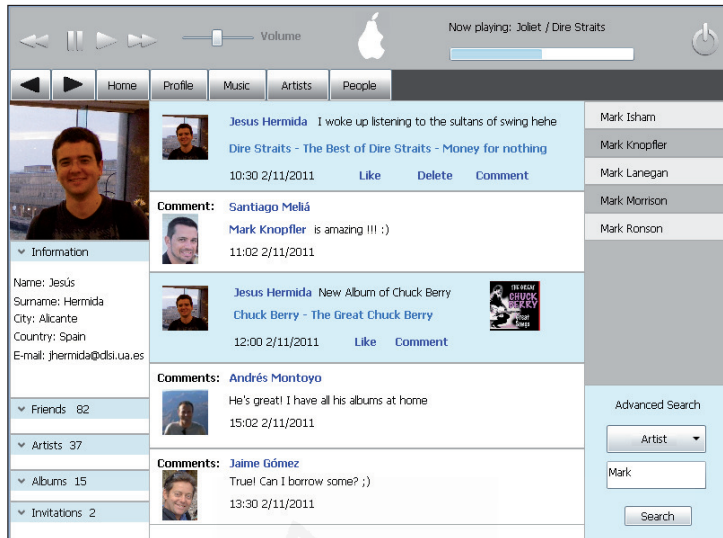 Volume
Now playing: Joliet / Dire Straits
Home Profile Music Artists People
Jesus Hermida I woke up listening to the sultans of swing hehe
Dire Straits - The Best of Dire Straits - Money for nothing
10:30 2/11/2011 Like Delete Comment
Comment: Santiago Meliá
Mark Knopfler is amazing !!! :)
11:02 2/11/2011
Information
Name: Jesús
Surname: Hermida
City: Alicante
Country: Spain
E-mail: jhermida@dlsi.ua.es
Friends 82
Artists 37
Albums 15
Invitations 2
Jesus Hermida New Album of Chuck Berry
Chuck Berry - The Great Chuck Berry
12:00 2/11/2011 Like Comment
THE GREAT
CHUCK
BERRY
Comments: Andrés Montoyo
He's great! I have all his albums at home
15:02 2/11/2011
Comments: Jaime Gómez
True! Can I borrow some? ;)
13:30 2/11/2011
Mark Isham
Mark Knopfler
Mark Lanegan
Mark Morrison
Mark Ronson
Advanced Search
Artist
Mark
Search